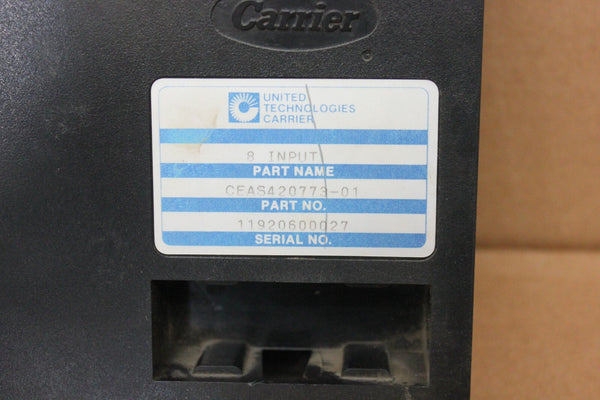 Carrier
UNITED
TECHNOLOGIES
CARRIER
8 INPUT
PART NAME
CEAS420773-01
PART NO.
11920600027
SERIAL NO.